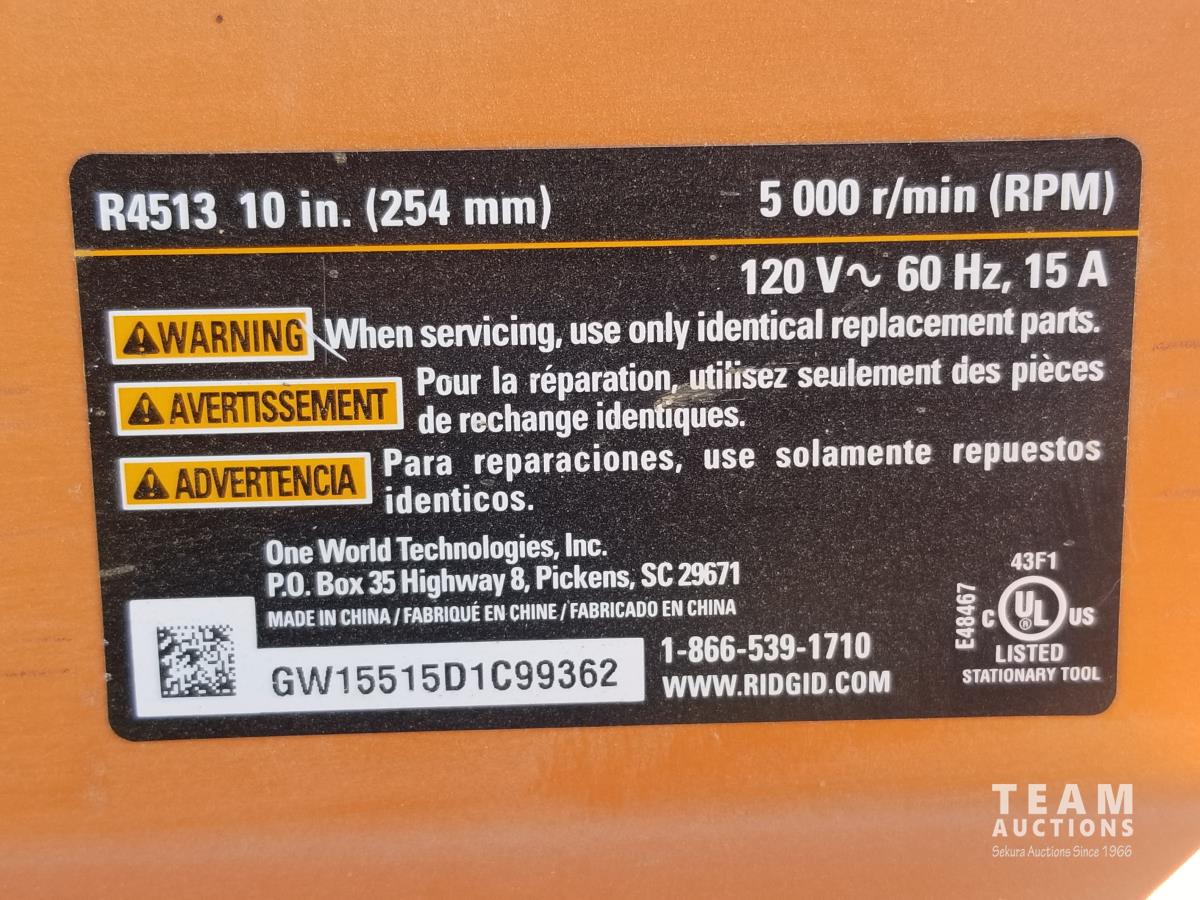 R4513 10 in. (254 mm) 5 000 r/min (RPM)
120 V~ 60 Hz, 15 A
WARNING When servicing, use only identical replacement parts.
AVERTISSEMENT Pour la réparation, utilisez seulement des pièces
de rechange identiques.
ADVERTENCIA Para reparaciones, use solamente repuestos
identicos.
One World Technologies, Inc.
P.O. Box 35 Highway 8, Pickens, SC 29671
MADE IN CHINA / FABRIQUÉ EN CHINE / FABRICADO EN CHINA
GW15515D1C99362
1-866-539-1710
WWW.RIDGID.COM
43F1
E48467
C UL ® US
LISTED
STATIONARY TOOL
TEAM
AUCTIONS
Sekura Auctions Since 1966